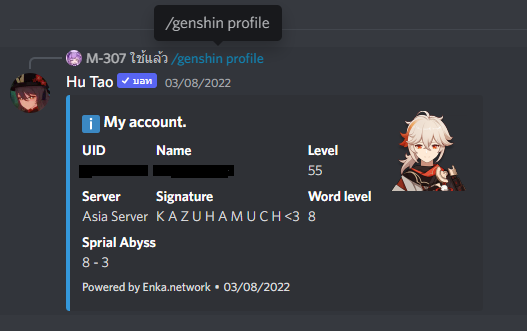 /genshin profile
M-307 ใช้แล้ว /genshin profile
Hu Tao ✓ บอท 03/08/2022
i My account.
UID Name Level
55
Server Signature Word level
Asia Server K A Z U H A M U C H <3 8
Sprial Abyss
8 - 3
Powered by Enka.network • 03/08/2022